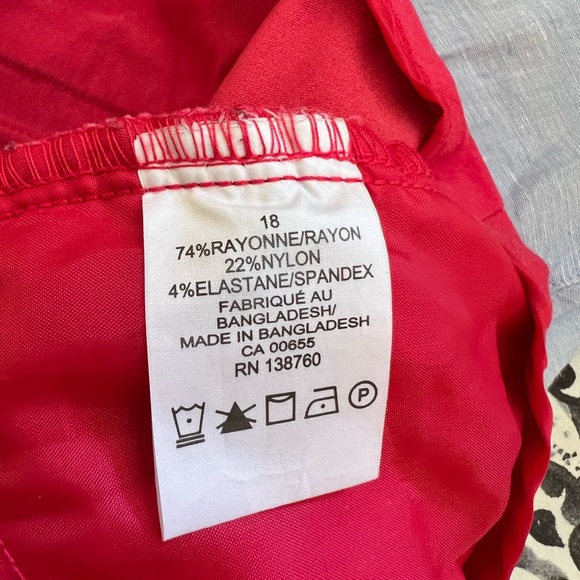 18
74%RAYONNE/RAYON
22%NYLON
4%ELASTANE/SPANDEX
FABRIQUÉ AU
BANGLADESH/
MADE IN BANGLADESH
CA 00655
RN 138760
P